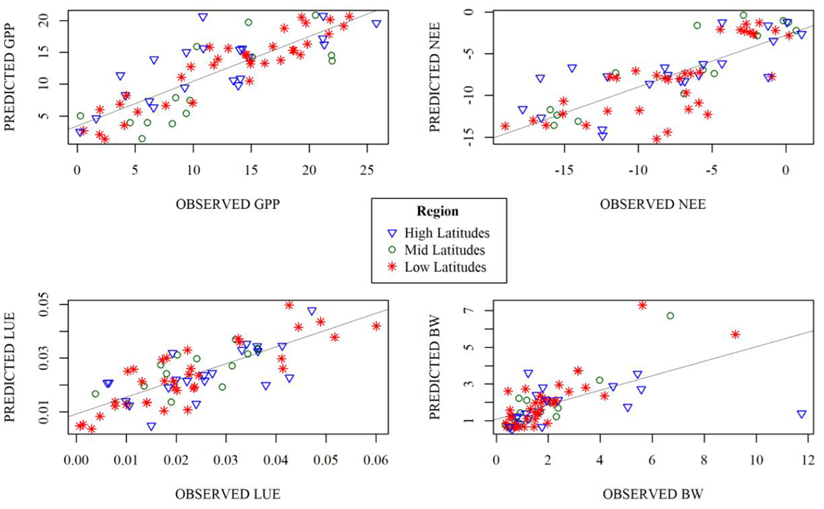 PREDICTED GPP
20
15
10
5
0 5 10 15 20 25
OBSERVED GPP
PREDICTED NEE
0
-5
-10
-15
-15 -10 -5 0
OBSERVED NEE
Region
High Latitudes
Mid Latitudes
Low Latitudes
PREDICTED LUE
0.05
0.03
0.01
0.00 0.01 0.02 0.03 0.04 0.05 0.06
OBSERVED LUE
PREDICTED BW
7
5
3
1
0 2 4 6 8 10 12
OBSERVED BW